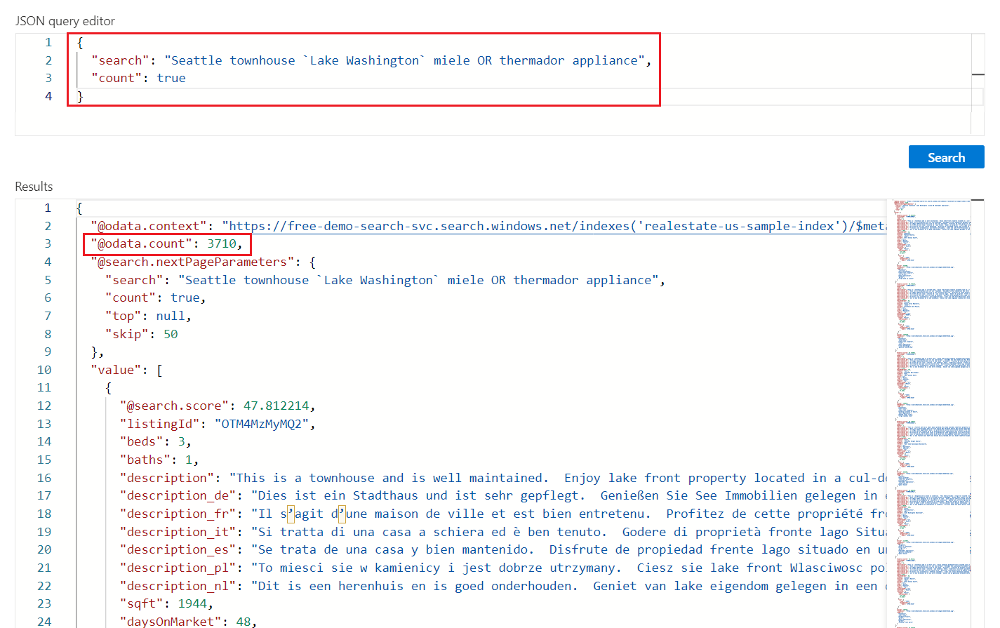 JSON query editor
1 {
2 "search": "Seattle townhouse `Lake Washington` miele OR thermador appliance",
3 "count": true
4 }
Search
Results
1 {
2 "@odata.context": "https://free-demo-search-svc.search.windows.net/indexes('realestate-us-sample-index')/$meta
3 "@odata.count": 3710,
4 "@search.nextPageParameters": {
5 "search": "Seattle townhouse `Lake Washington` miele OR thermador appliance",
6 "count": true,
7 "top": null,
8 "skip": 50
9 },
10 "value": [
11 {
12 "@search.score": 47.812214,
13 "listingId": "OTM4MzMyMQ2",
14 "beds": 3,
15 "baths": 1,
16 "description": "This is a townhouse and is well maintained.  Enjoy lake front property located in a cul-de
17 "description_de": "Dies ist ein Stadthaus und ist sehr gepflegt.  Genießen Sie See Immobilien gelegen in e
18 "description_fr": "Il s’agit d’une maison de ville et est bien entretenu.  Profitez de cette propriété fro
19 "description_it": "Si tratta di una casa a schiera ed è ben tenuto.  Godere di proprietà fronte lago Situa
20 "description_es": "Se trata de una casa y bien mantenido.  Disfrute de propiedad frente lago situado en un
21 "description_pl": "To miesci sie w kamienicy i jest dobrze utrzymany.  Ciesz sie lake front Wlasciwosc po
22 "description_nl": "Dit is een herenhuis en is goed onderhouden.  Geniet van lake eigendom gelegen in een
23 "sqft": 1944,
24 "daysOnMarket": 48,